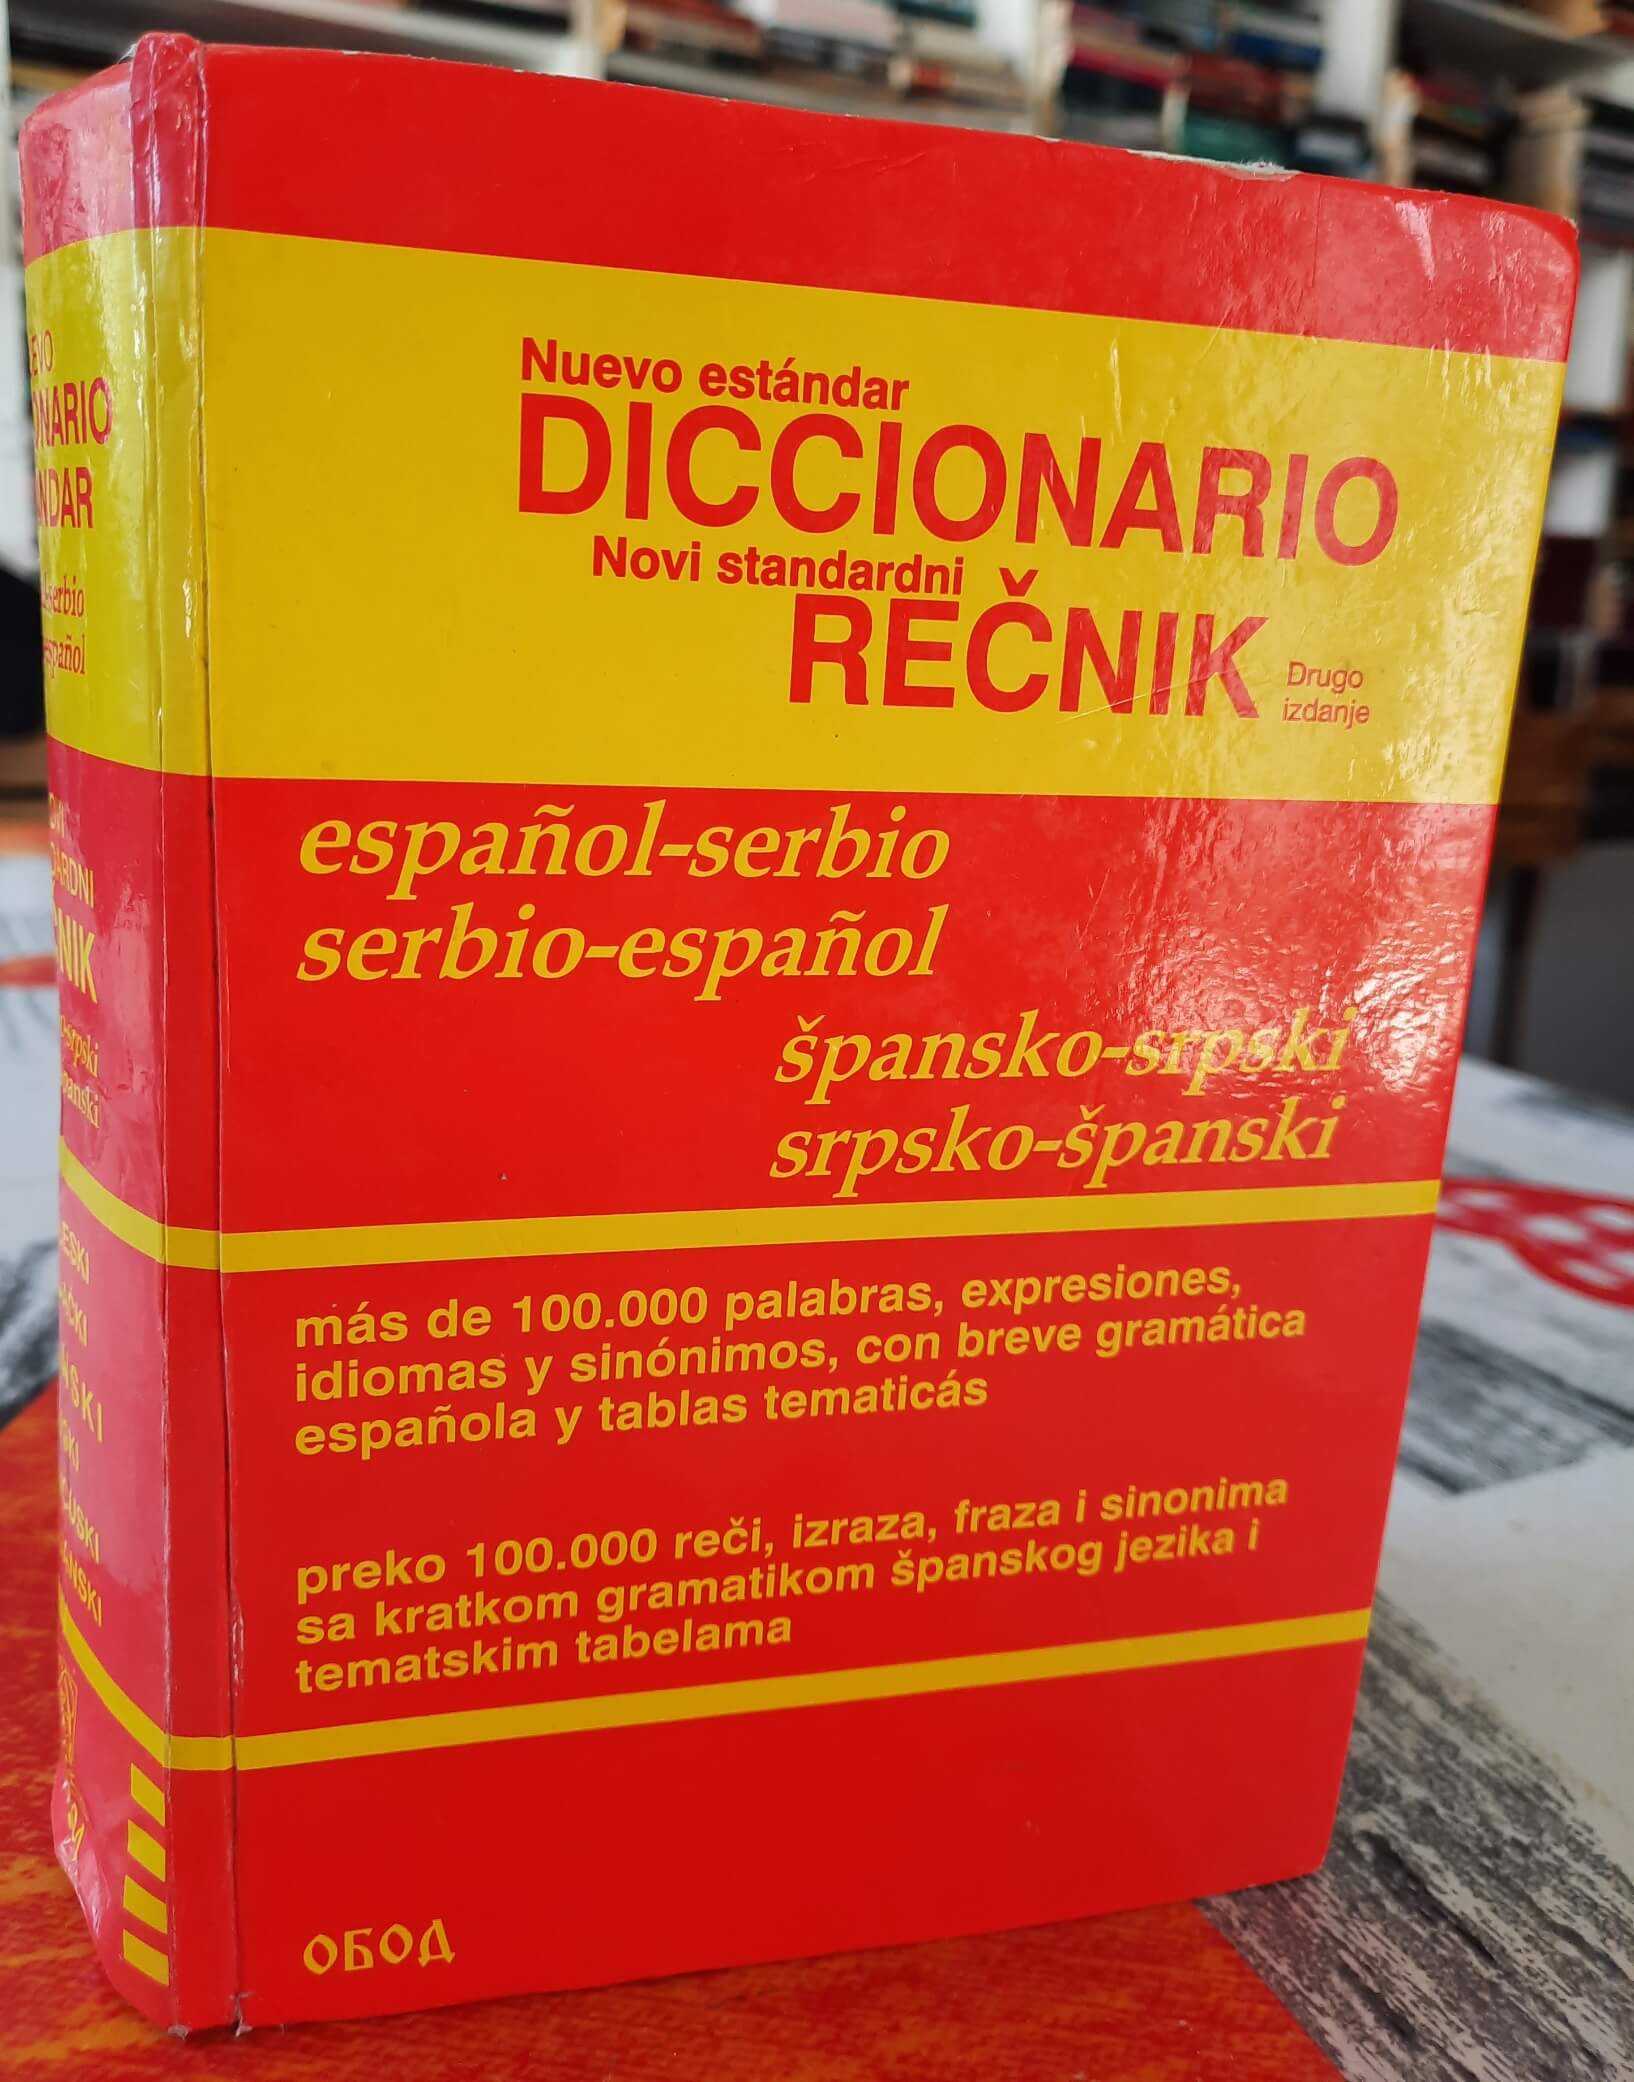 Nuevo estándar
DICCIONARIO
Novi standardni
REČNIK
Drugo
izdanje
español-serbio
serbio-español
špansko-srpski
srpsko-španski
más de 100.000 palabras, expresiones,
idiomas y sinónimos, con breve gramática
española y tablas tematicás
preko 100.000 reči, izraza, fraza i sinonima
sa kratkom gramatikom španskog jezika i
tematskim tabelama
ОБОД